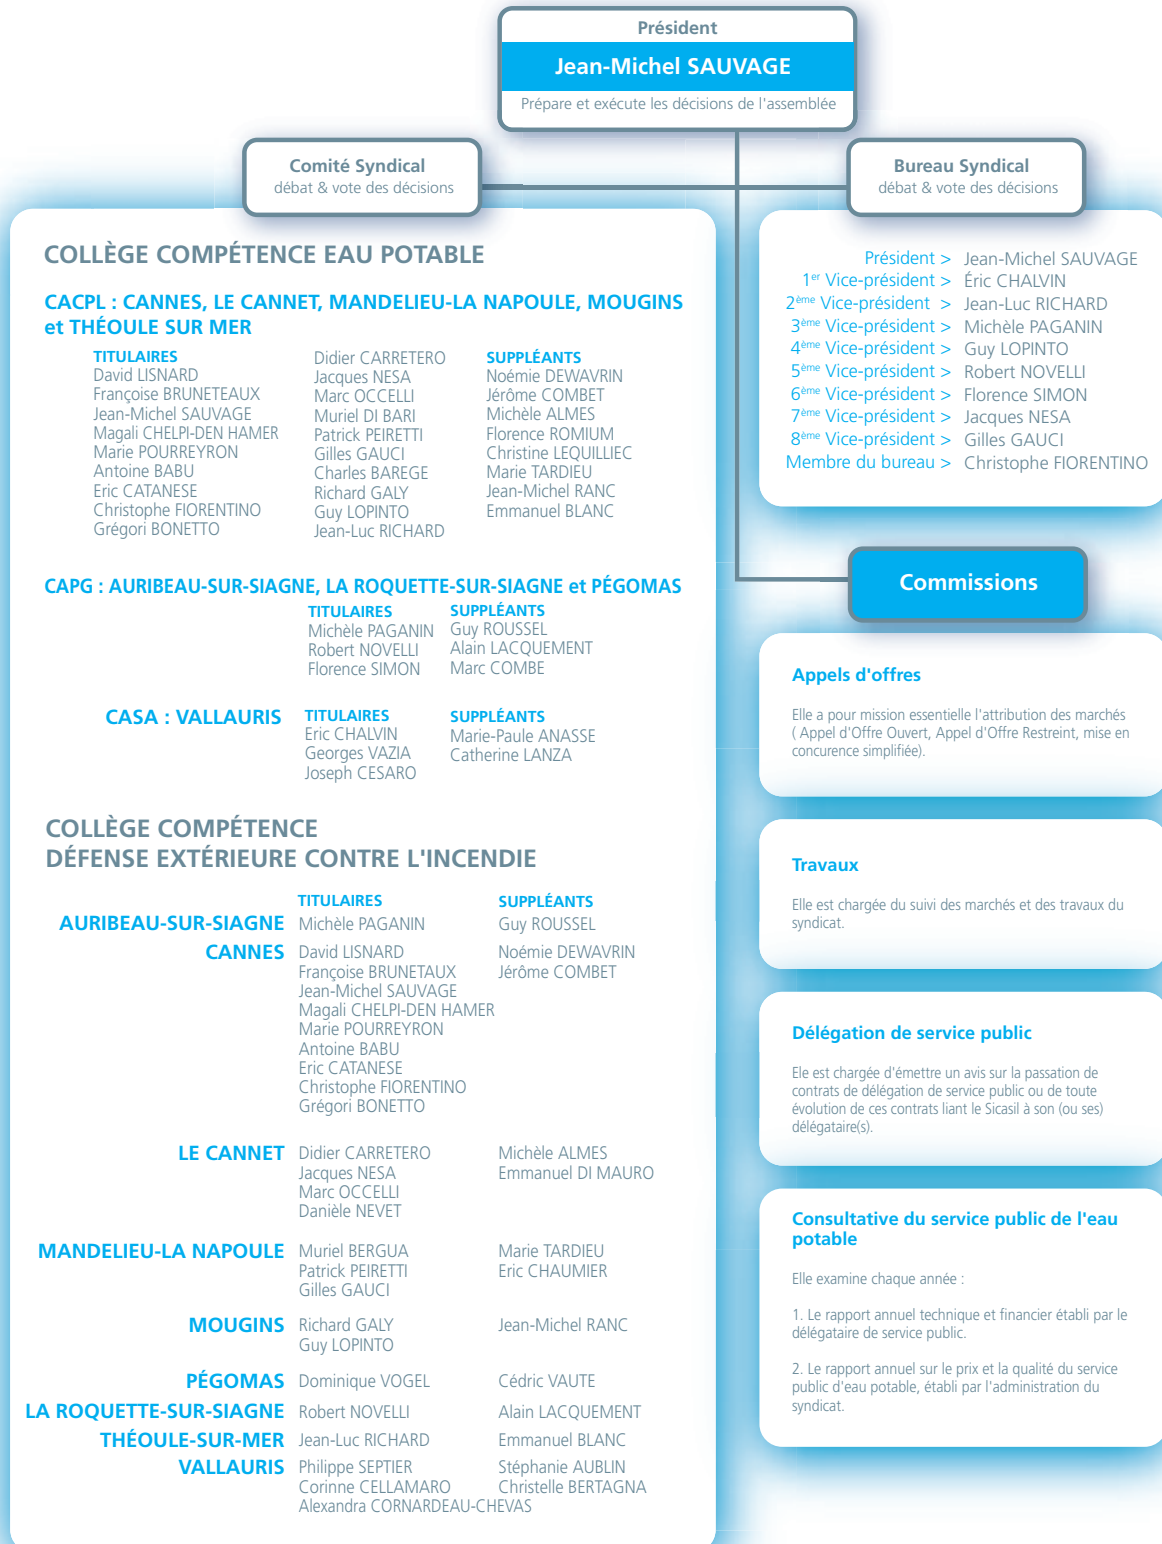 Président
Jean-Michel SAUVAGE
Prépare et exécute les décisions de l'assemblée
Comité Syndical
débat & vote des décisions
Bureau Syndical
débat & vote des décisions
COLLÈGE COMPÉTENCE EAU POTABLE
CACPL : CANNES, LE CANNET, MANDELIEU-LA NAPOULE, MOUGINS
et THÉOULE SUR MER
TITULAIRES
David LISNARD
Françoise BRUNETEAUX
Jean-Michel SAUVAGE
Magali CHELPI-DEN HAMER
Marie POURREYRON
Antoine BABU
Eric CATANESE
Christophe FIORENTINO
Grégori BONETTO
Didier CARRETERO
Jacques NESA
Marc OCCELLI
Muriel DI BARI
Patrick PEIRETTI
Gilles GAUCI
Charles BAREGE
Richard GALY
Guy LOPINTO
Jean-Luc RICHARD
SUPPLÉANTS
Noémie DEWAVRIN
Jérôme COMBET
Michèle ALMES
Florence ROMIUM
Christine LEQUILLIEC
Marie TARDIEU
Jean-Michel RANC
Emmanuel BLANC
CAPG : AURIBEAU-SUR-SIAGNE, LA ROQUETTE-SUR-SIAGNE et PÉGOMAS
TITULAIRES
Michèle PAGANIN
Robert NOVELLI
Florence SIMON
SUPPLÉANTS
Guy ROUSSEL
Alain LACQUEMENT
Marc COMBE
CASA : VALLAURIS
TITULAIRES
Eric CHALVIN
Georges VAZIA
Joseph CESARO
SUPPLÉANTS
Marie-Paule ANASSE
Catherine LANZA
COLLÈGE COMPÉTENCE
DÉFENSE EXTÉRIEURE CONTRE L'INCENDIE
TITULAIRES SUPPLÉANTS
AURIBEAU-SUR-SIAGNE Michèle PAGANIN Guy ROUSSEL
CANNES David LISNARD Noémie DEWAVRIN
Françoise BRUNETAUX Jérôme COMBET
Jean-Michel SAUVAGE
Magali CHELPI-DEN HAMER
Marie POURREYRON
Antoine BABU
Eric CATANESE
Christophe FIORENTINO
Grégori BONETTO
LE CANNET Didier CARRETERO Michèle ALMES
Jacques NESA Emmanuel DI MAURO
Marc OCCELLI
Danièle NEVET
MANDELIEU-LA NAPOULE Muriel BERGUA Marie TARDIEU
Patrick PEIRETTI Eric CHAUMIER
Gilles GAUCI
MOUGINS Richard GALY Jean-Michel RANC
Guy LOPINTO
PÉGOMAS Dominique VOGEL Cédric VAUTE
LA ROQUETTE-SUR-SIAGNE Robert NOVELLI Alain LACQUEMENT
THÉOULE-SUR-MER Jean-Luc RICHARD Emmanuel BLANC
VALLAURIS Philippe SEPTIER Stéphanie AUBLIN
Corinne CELLAMARO Christelle BERTAGNA
Alexandra CORNARDEAU-CHEVAS
Président > Jean-Michel SAUVAGE
1er Vice-président > Éric CHALVIN
2ème Vice-président > Jean-Luc RICHARD
3ème Vice-président > Michèle PAGANIN
4ème Vice-président > Guy LOPINTO
5ème Vice-président > Robert NOVELLI
6ème Vice-président > Florence SIMON
7ème Vice-président > Jacques NESA
8ème Vice-président > Gilles GAUCI
Membre du bureau > Christophe FIORENTINO
Commissions
Appels d'offres
Elle a pour mission essentielle l'attribution des marchés
( Appel d'Offre Ouvert, Appel d'Offre Restreint, mise en
concurence simplifiée).
Travaux
Elle est chargée du suivi des marchés et des travaux du
syndicat.
Délégation de service public
Ele est chargée d'émettre un avis sur la passation de
contrats de délégation de service public ou de toute
évolution de ces contrats liant le Sicasil à son (ou ses)
délégataire(s).
Consultative du service public de l'eau
potable
Elle examine chaque année :
1. Le rapport annuel technique et financier établi par le
délégataire de service public.
2. Le rapport annuel sur le prix et la qualité du service
public d'eau potable, établi par l'administration du
syndicat.